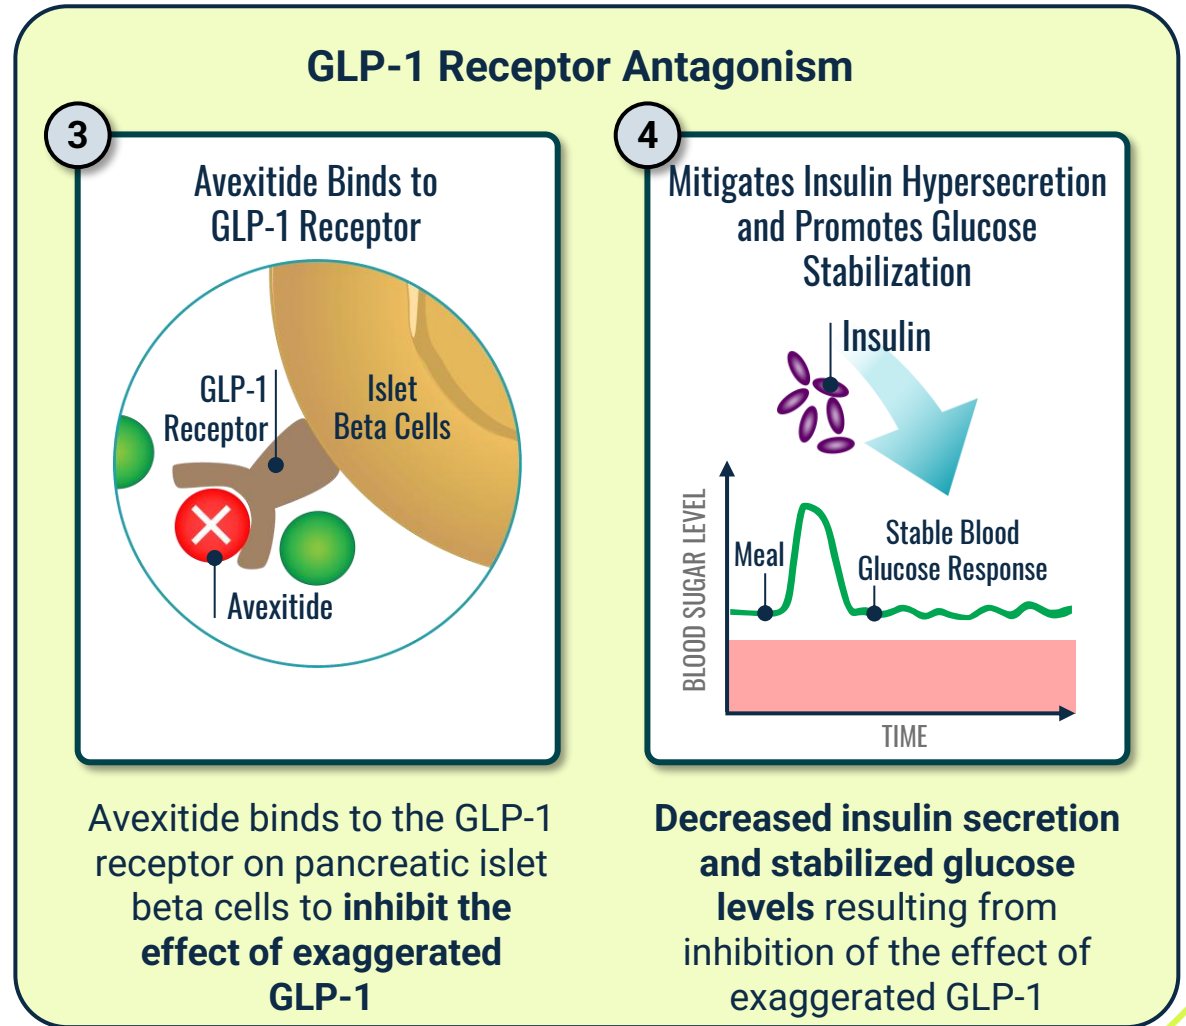 GLP-1 Receptor Antagonism
3
Avexitide Binds to
GLP-1 Receptor
GLP-1
Receptor
Islet
Beta Cells
Avexitide
Avexitide binds to the GLP-1
receptor on pancreatic islet
beta cells to inhibit the
effect of exaggerated
GLP-1
4
Mitigates Insulin Hypersecretion
and Promotes Glucose
Stabilization
Insulin
BLOOD SUGAR LEVEL
Meal
Stable Blood
Glucose Response
TIME
Decreased insulin secretion
and stabilized glucose
levels resulting from
inhibition of the effect of
exaggerated GLP-1